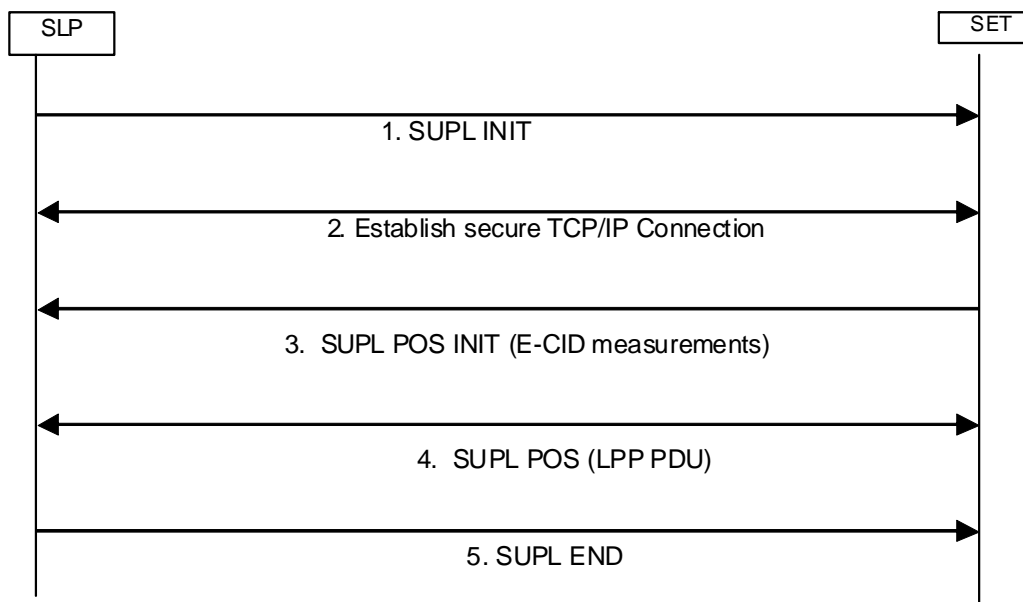 SLP
SET
1. SUPL INIT
2. Establish secure TCP/IP Connection
3. SUPL POS INIT (E-CID measurements)
4. SUPL POS (LPP PDU)
5. SUPL END